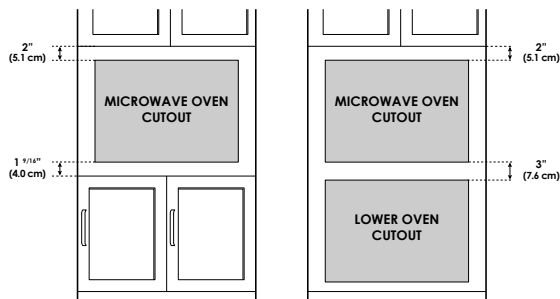 2"
(5.1 cm)
MICROWAVE OVEN
CUTOUT
1 9/16"
(4.0 cm)
2"
(5.1 cm)
MICROWAVE OVEN
CUTOUT
3"
(7.6 cm)
LOWER OVEN
CUTOUT